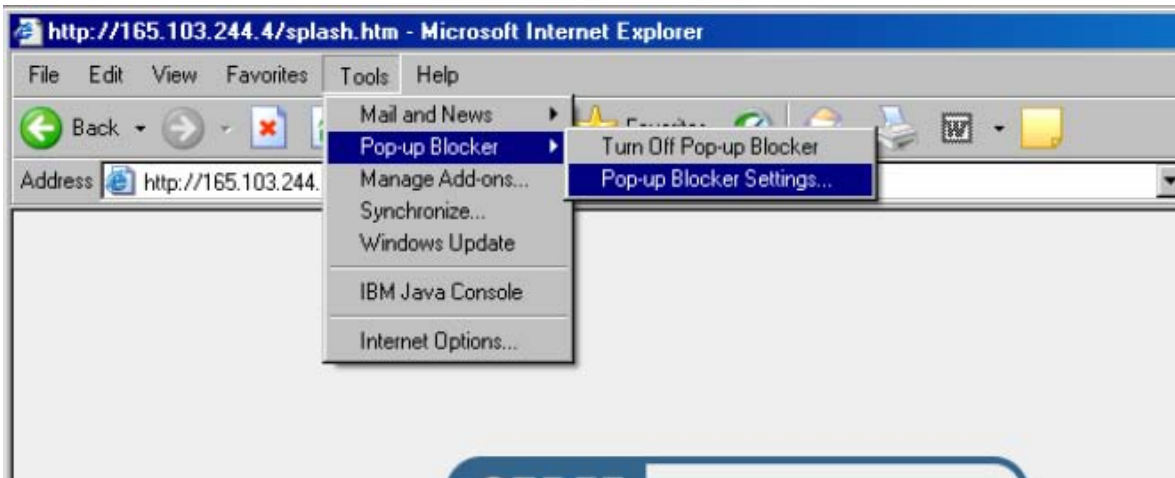 http://165.103.244.4/splash.htm - Microsoft Internet Explorer
File Edit View Favorites Tools Help
Back
Address http://165.103.244.
Mail and News
Pop-up Blocker
Manage Add-ons...
Synchronize...
Windows Update
IBM Java Console
Internet Options...
Turn Off Pop-up Blocker
Pop-up Blocker Settings...
W